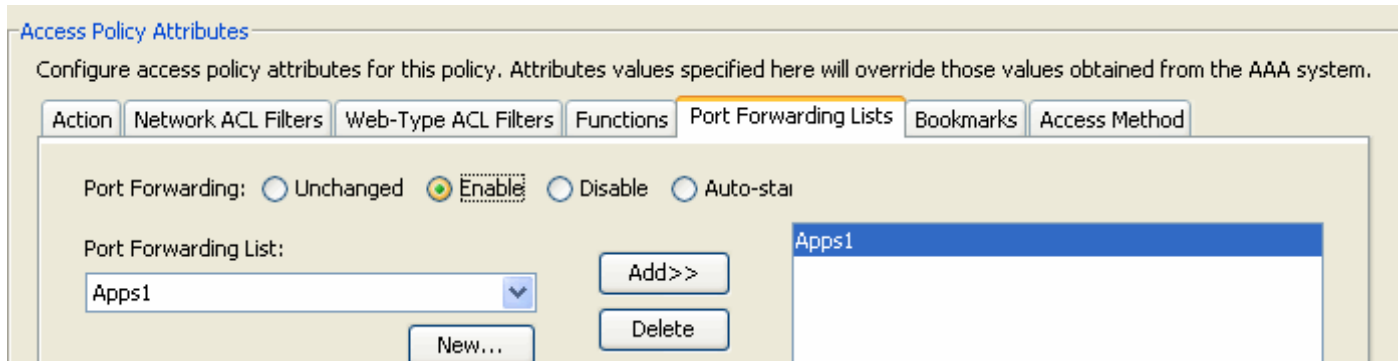 Access Policy Attributes
Configure access policy attributes for this policy. Attributes values specified here will override those values obtained from the AAA system.
Action Network ACL Filters Web-Type ACL Filters Functions Port Forwarding Lists Bookmarks Access Method
Port Forwarding: Unchanged Enable Disable Auto-star
Port Forwarding List:
Apps1
Add>>
Apps1
Delete
New...